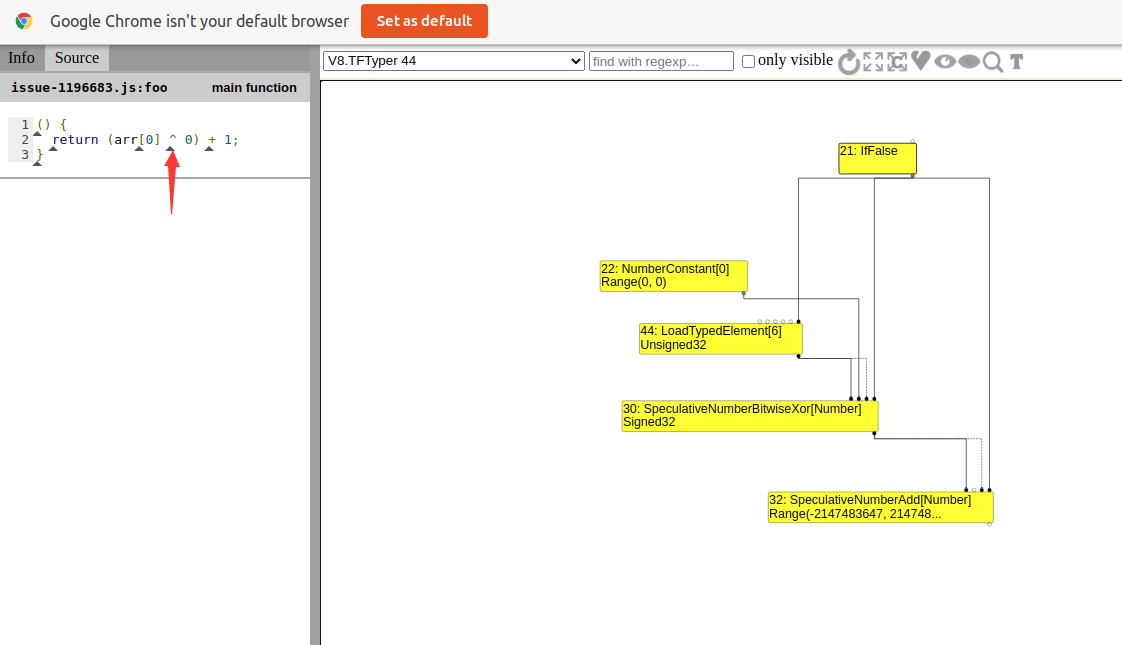 Google Chrome isn't your default browser Set as default
Info Source
V8.TFTyper 44 find with regexp… only visible T
issue-1196683.js:foo main function
1 () {
2 return (arr[0] ^ 0) + 1;
3 }
21: IfFalse
22: NumberConstant[0]
Range(0, 0)
44: LoadTypedElement[6]
Unsigned32
30: SpeculativeNumberBitwiseXor[Number]
Signed32
32: SpeculativeNumberAdd[Number]
Range(-2147483647, 214748...